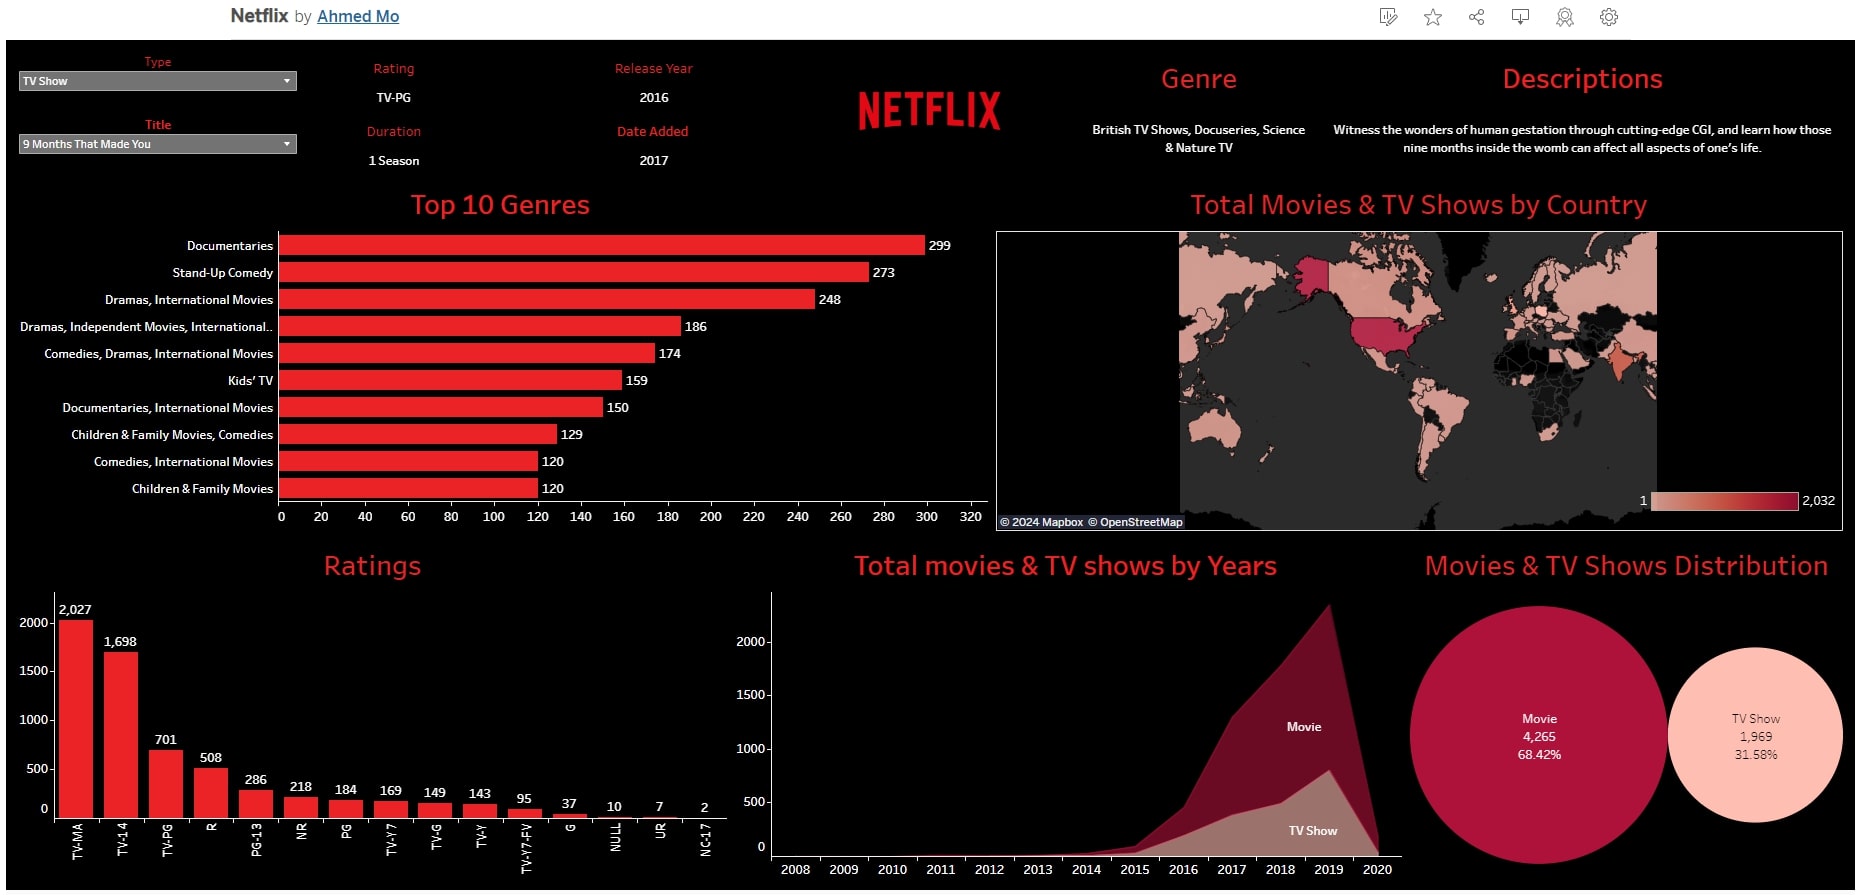 Netflix by Ahmed Mo
Type
TV Show
Title
9 Months That Made You
Rating
TV-PG
Duration
1 Season
Release Year
2016
Date Added
2017
NETFLIX
Genre
British TV Shows, Docuseries, Science
& Nature TV
Descriptions
Witness the wonders of human gestation through cutting-edge CGI, and learn how those
nine months inside the womb can affect all aspects of one’s life.
Top 10 Genres
Documentaries 299
Stand-Up Comedy 273
Dramas, International Movies 248
Dramas, Independent Movies, International.. 186
Comedies, Dramas, International Movies 174
Kids’ TV 159
Documentaries, International Movies 150
Children & Family Movies, Comedies 129
Comedies, International Movies 120
Children & Family Movies 120
0 20 40 60 80 100 120 140 160 180 200 220 240 260 280 300 320
Total Movies & TV Shows by Country
1 2,032
© 2024 Mapbox © OpenStreetMap
Ratings
2000
1500
1000
500
0
2,027
1,698
701
508
286
218
184
169
149
143
95
37
10
7
2
TV-MA
TV-14
TV-PG
R
PG-13
NR
PG
TV-Y7
TV-G
TV-Y
TV-Y7-FV
G
NULL
UR
NC-17
Total movies & TV shows by Years
2000
1500
1000
500
0
Movie
TV Show
2008 2009 2010 2011 2012 2013 2014 2015 2016 2017 2018 2019 2020
Movies & TV Shows Distribution
Movie
4,265
68.42%
TV Show
1,969
31.58%